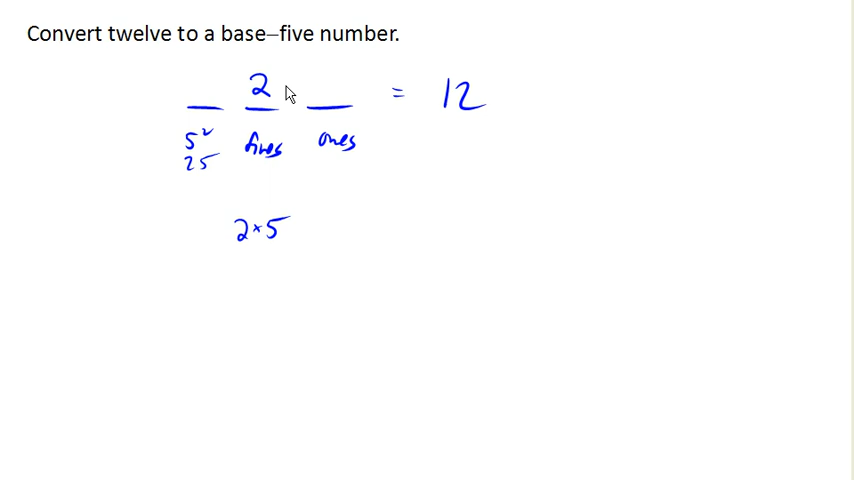 Convert twelve to a base–five number.
2 = 12
5² fives ones
25
2×5